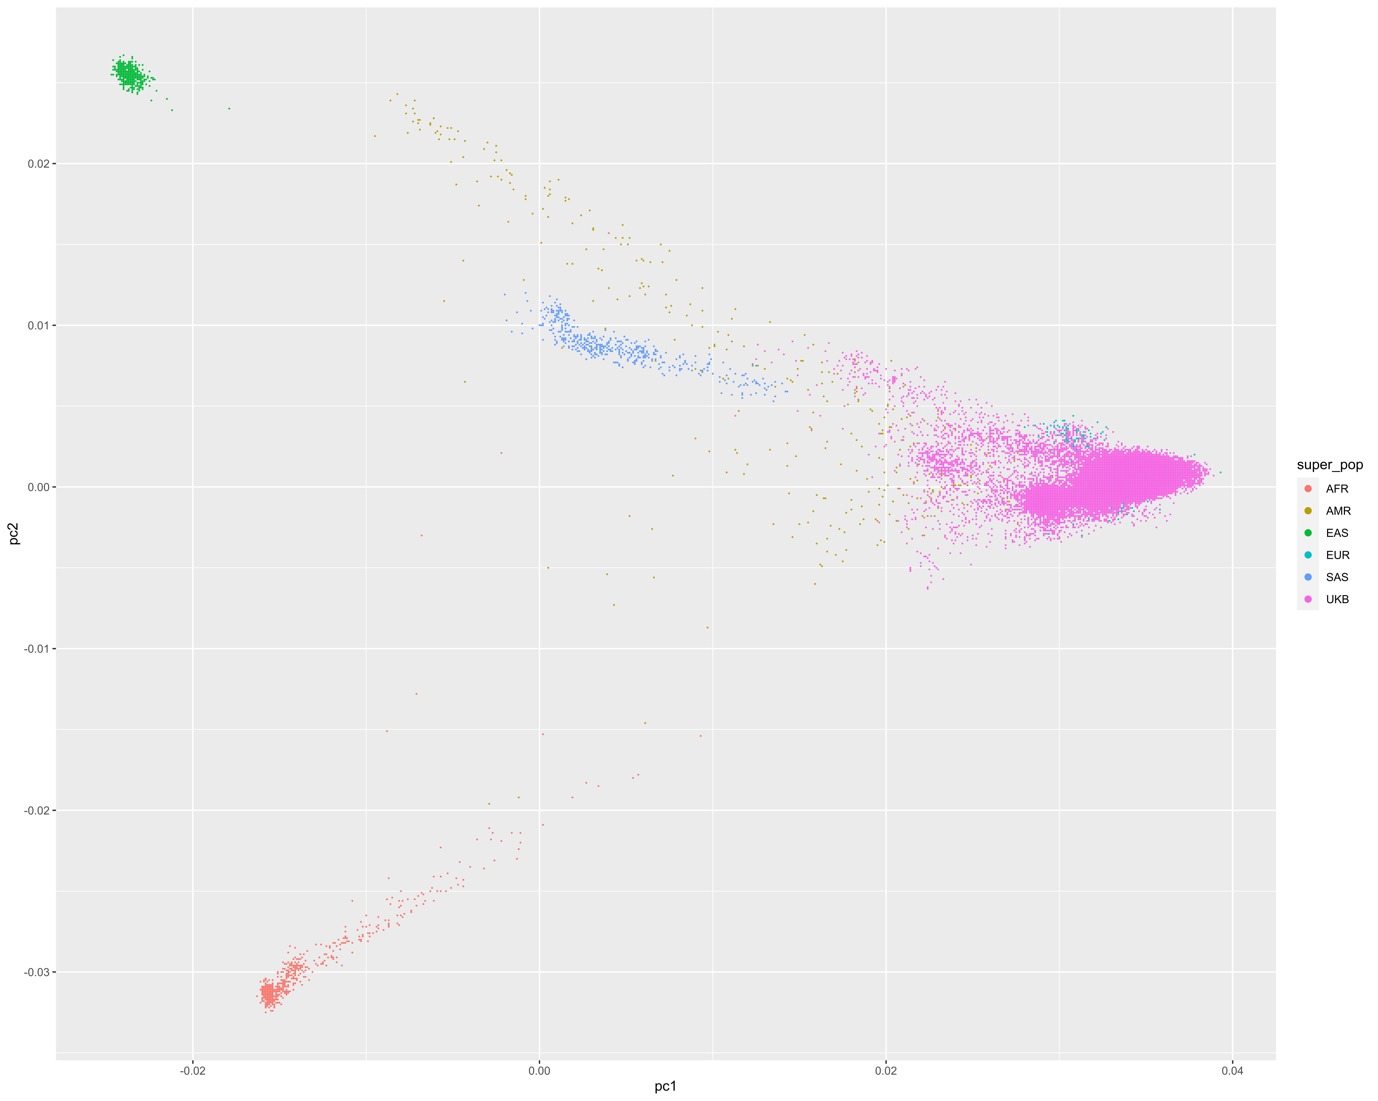 0.02
0.01
0.00
-0.01
-0.02
-0.03
pc2
-0.02
0.00
0.02
0.04
pc1
super_pop
AFR
AMR
EAS
EUR
SAS
UKB